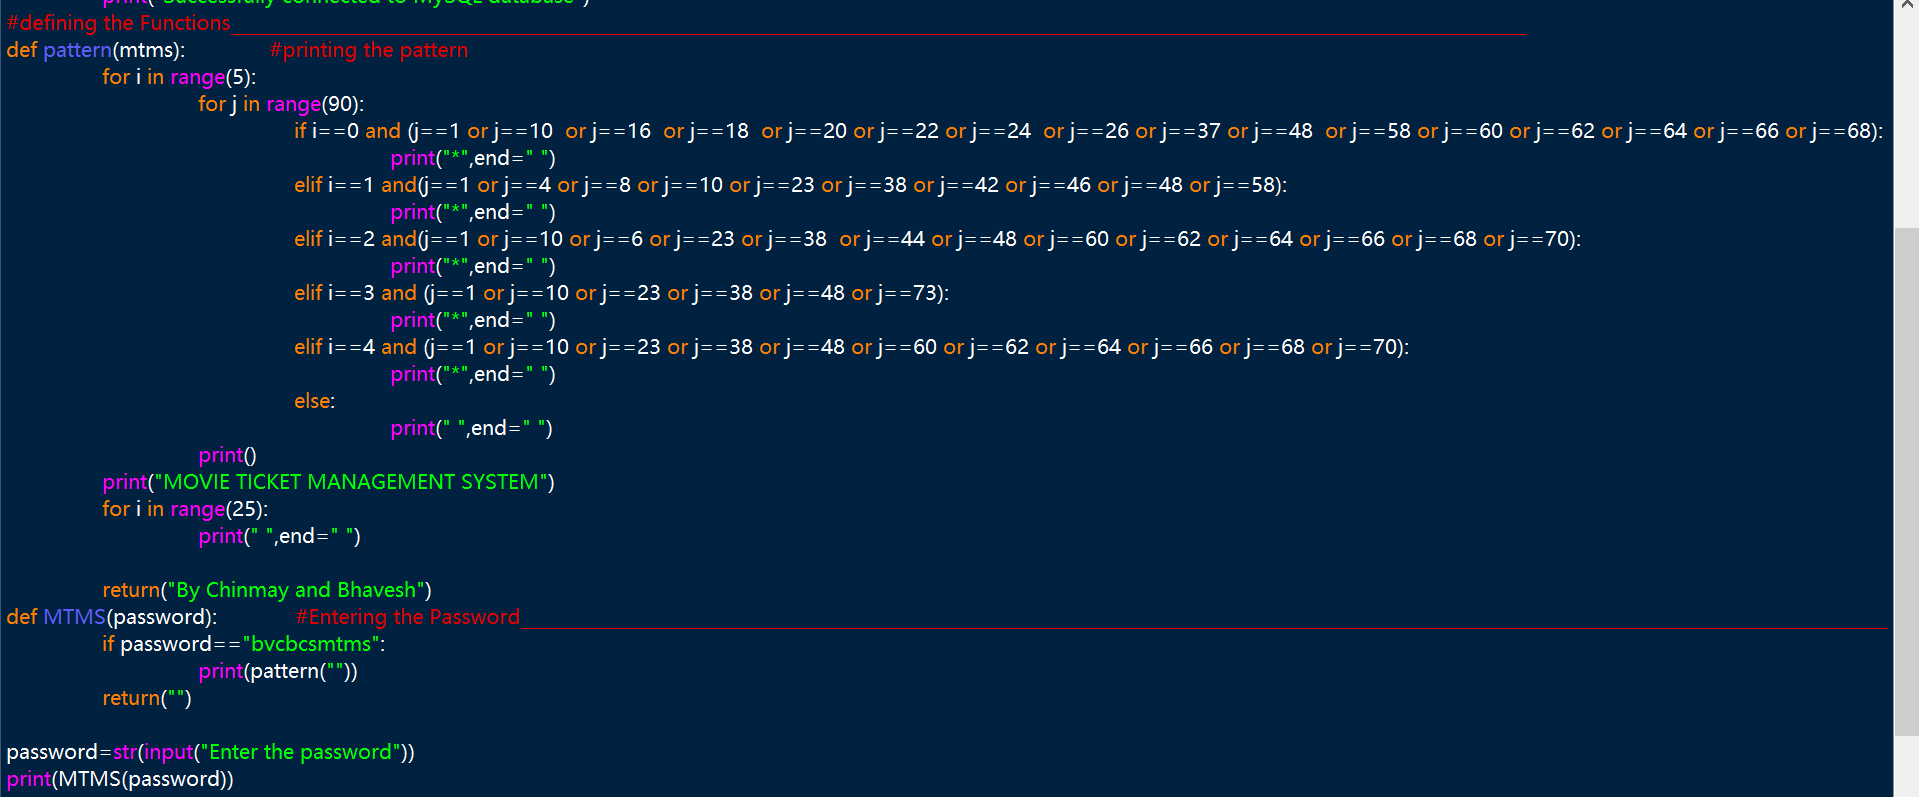 print("Successfully connected to MySQL database")
#defining the Functions
def pattern(mtms): #printing the pattern
for i in range(5):
for j in range(90):
if i==0 and (j==1 or j==10  or j==16  or j==18  or j==20 or j==22 or j==24  or j==26 or j==37 or j==48  or j==58 or j==60 or j==62 or j==64 or j==66 or j==68):
print("*",end=" ")
elif i==1 and(j==1 or j==4 or j==8 or j==10 or j==23 or j==38 or j==42 or j==46 or j==48 or j==58):
print("*",end=" ")
elif i==2 and(j==1 or j==10 or j==6 or j==23 or j==38  or j==44 or j==48 or j==60 or j==62 or j==64 or j==66 or j==68 or j==70):
print("*",end=" ")
elif i==3 and (j==1 or j==10 or j==23 or j==38 or j==48 or j==73):
print("*",end=" ")
elif i==4 and (j==1 or j==10 or j==23 or j==38 or j==48 or j==60 or j==62 or j==64 or j==66 or j==68 or j==70):
print("*",end=" ")
else:
print(" ",end=" ")
print()
print("MOVIE TICKET MANAGEMENT SYSTEM")
for i in range(25):
print(" ",end=" ")
return("By Chinmay and Bhavesh")
def MTMS(password): #Entering the Password
if password=="bvcbcsmtms":
print(pattern(""))
return("")
password=str(input("Enter the password"))
print(MTMS(password))